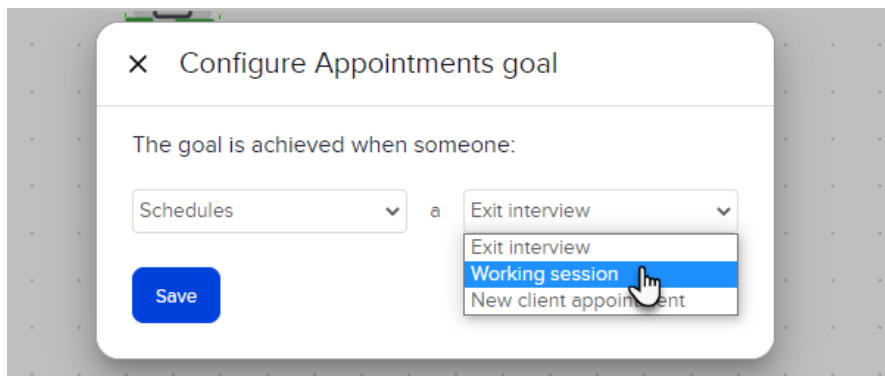 Configure Appointments goal
The goal is achieved when someone:
Schedules a Exit interview
Exit interview
Working session
Save
New client appointment